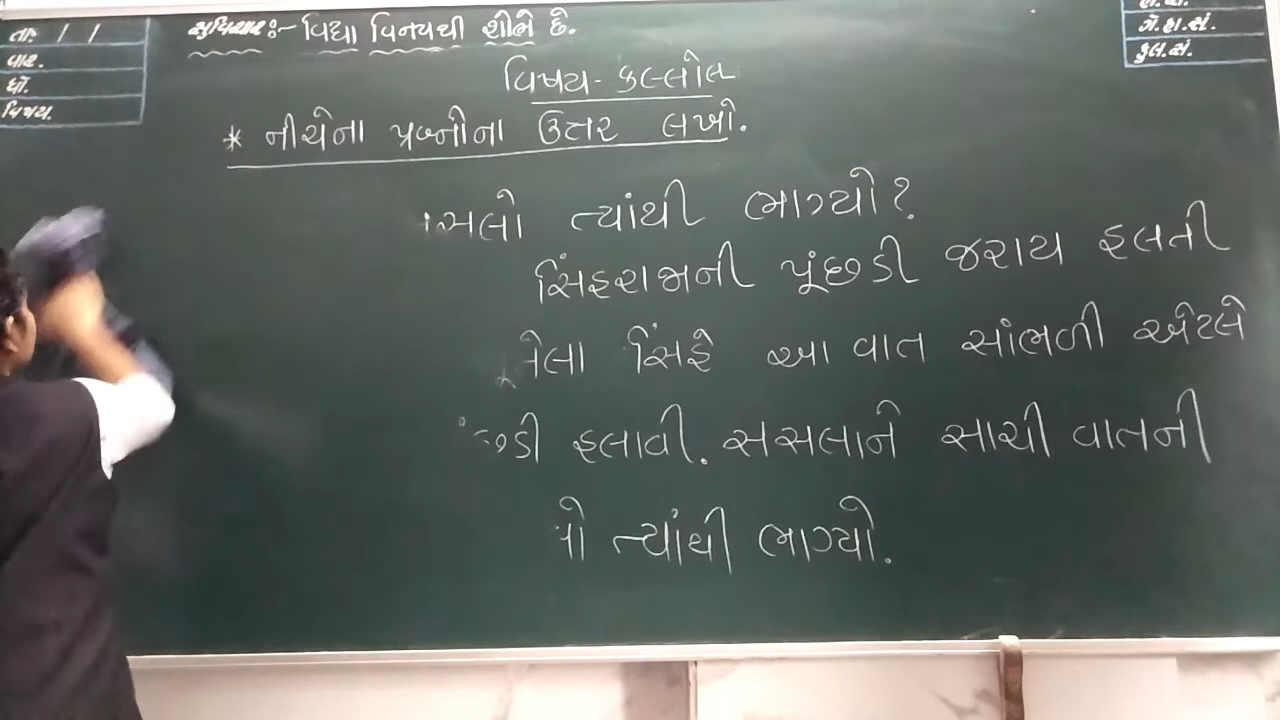 તા. / /
વાર.
ધો.
વિષય.
સુવિચાર:- વિદ્યા વિનયથી શોભે છે.
ગે.હા.સં.
કુલ.સં.
વિષય - કલ્લોલ
* નીચેના પ્રશ્નોના ઉત્તર લખો.
સલો ત્યાંથી ભાગ્યો?
સિંહરાજાની પૂંછડી જરાય હલતી
લા સિંહે આ વાત સાંભળી એટલે
છડી હલાવી. સસલાને સાચી વાતની
ત્યાંથી ભાગ્યો.